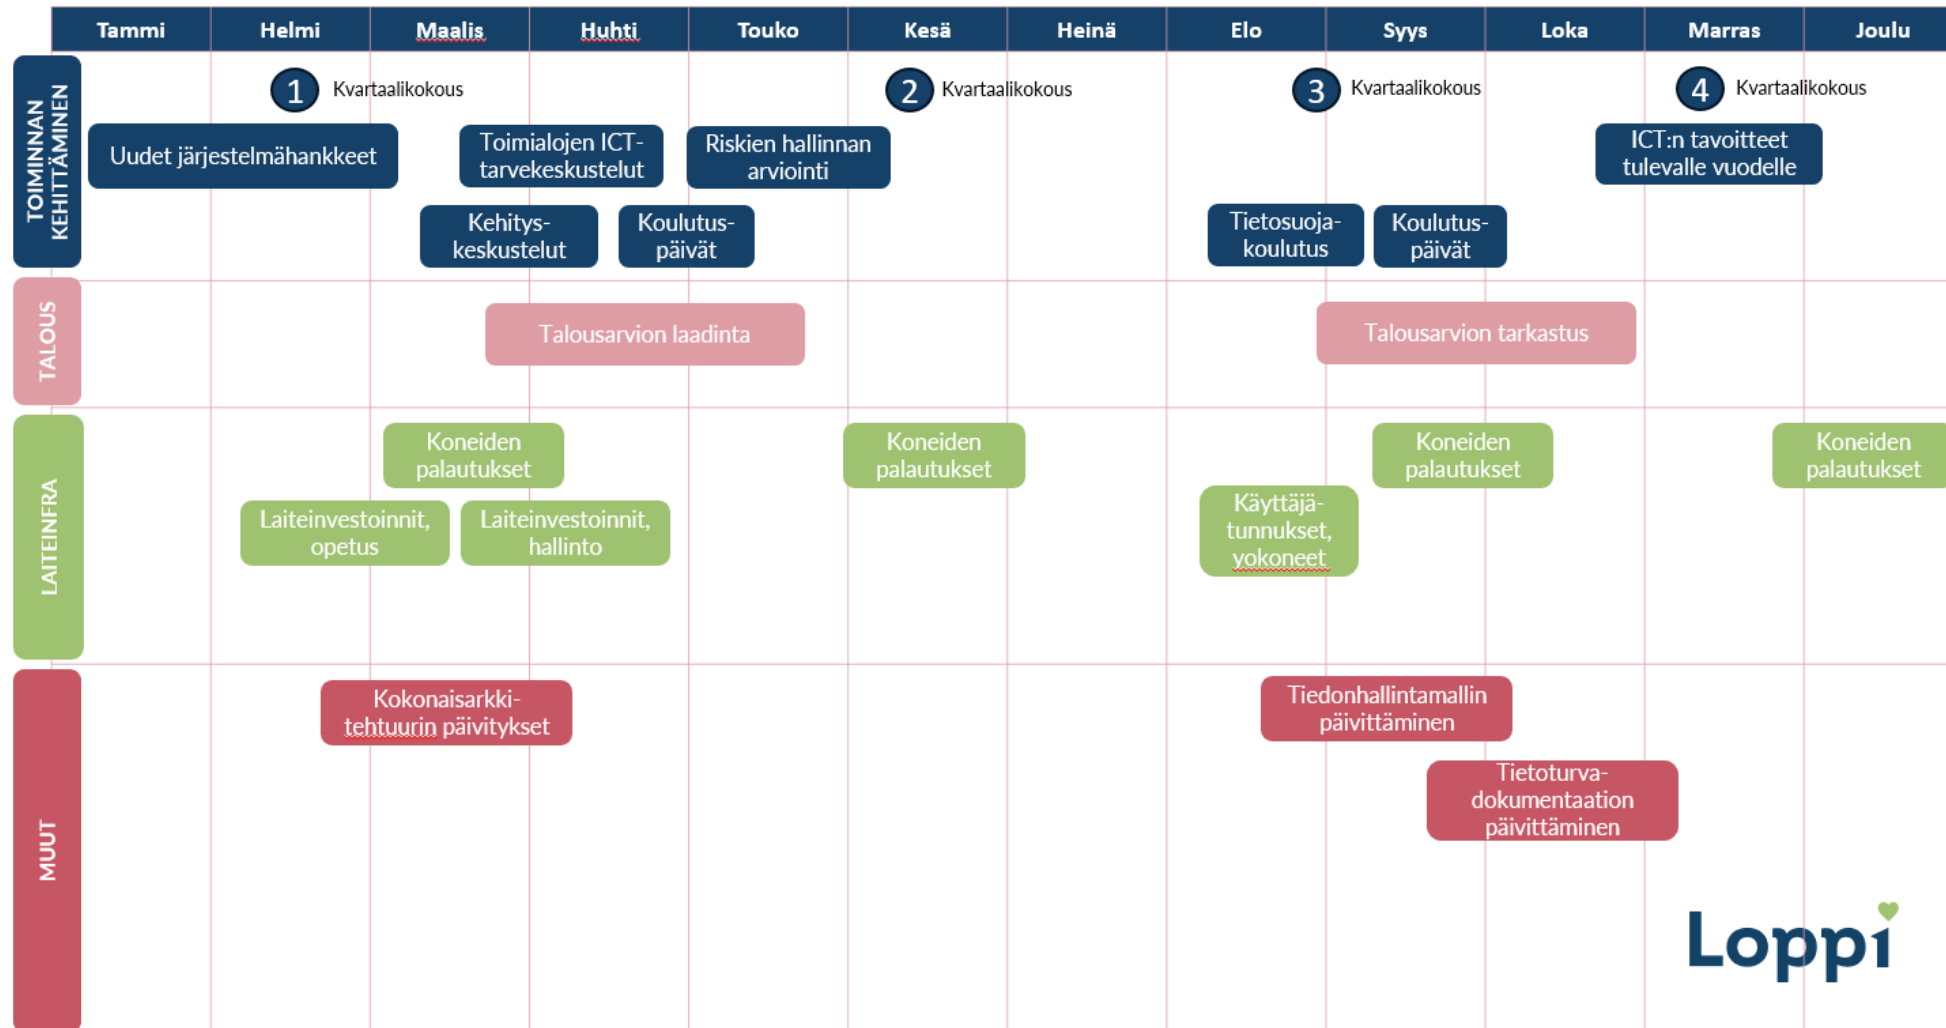 Tammi
Helmi
Maalis
Huhti
Touko
Kesä
Heinä
Elo
Syys
Loka
Marras
Joulu
TOIMINNAN
KEHITTÄMINEN
1 Kvartaalikokous
2 Kvartaalikokous
3 Kvartaalikokous
4 Kvartaalikokous
Uudet järjestelmähankkeet
Toimialojen ICT-
tarvekeskustelut
Riskien hallinnan
arviointi
ICT:n tavoitteet
tulevalle vuodelle
Kehitys-
keskustelut
Koulutus-
päivät
Tietosuoja-
koulutus
Koulutus-
päivät
TALOUS
Talousarvion laadinta
Talousarvion tarkastus
LAITEINFRA
Koneiden
palautukset
Koneiden
palautukset
Koneiden
palautukset
Koneiden
palautukset
Laiteinvestoinnit,
opetus
Laiteinvestoinnit,
hallinto
Käyttäjä-
tunnukset,
yokoneet
MUUT
Kokonaisarkki-
tehtuurin päivitykset
Tiedonhallintamallin
päivittäminen
Tietoturva-
dokumentaation
päivittäminen
Loppi